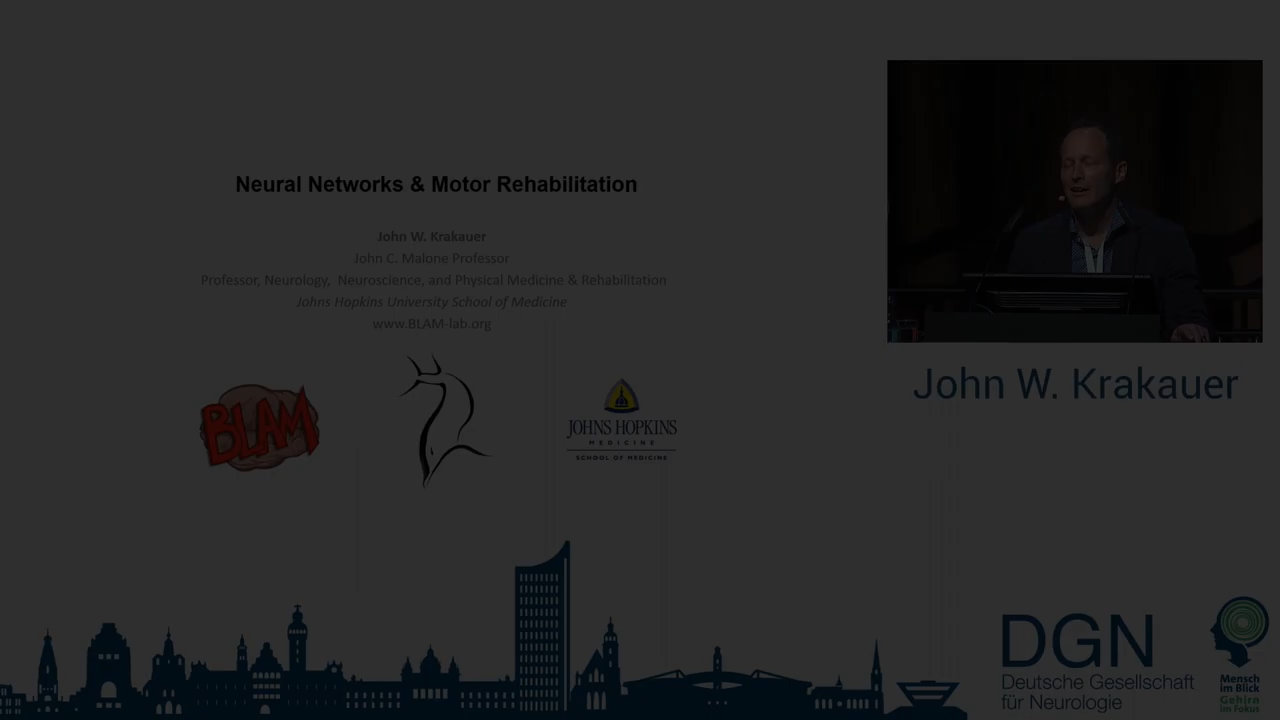 Neural Networks & Motor Rehabilitation
John W. Krakauer
John C. Malone Professor
Professor, Neurology, Neuroscience, and Physical Medicine & Rehabilitation
Johns Hopkins University School of Medicine
www.BLAM-lab.org
BLAM
JOHNS HOPKINS
MEDICINE
SCHOOL OF MEDICINE
John W. Krakauer
DGN
Deutsche Gesellschaft
für Neurologie
Mensch
im Blick
Gehirn
im Fokus